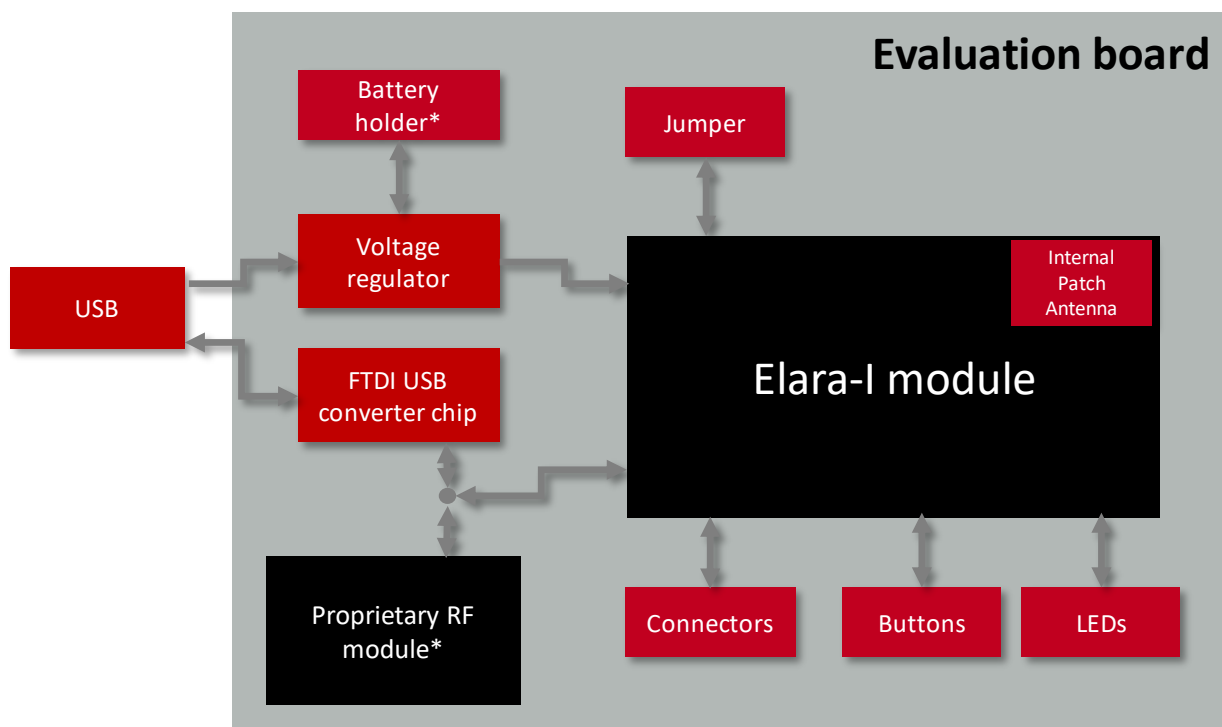 Evaluation board
Battery
holder*
Jumper
Voltage
regulator
Internal
Patch
Antenna
USB
FTDI USB
converter chip
Elara-I module
Proprietary RF
module*
Connectors
Buttons
LEDs